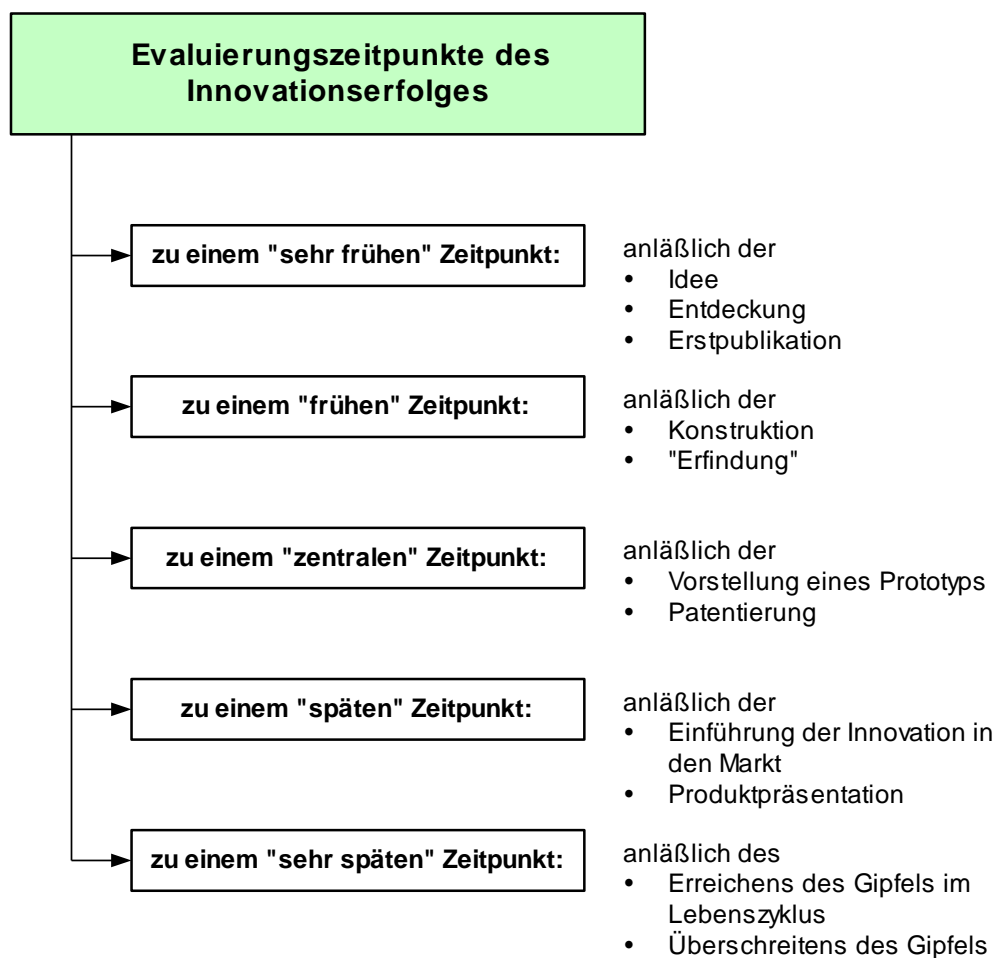 Evaluierungszeitpunkte des
Innovationserfolges
zu einem "sehr frühen" Zeitpunkt:
anläßlich der
• Idee
• Entdeckung
• Erstpublikation
zu einem "frühen" Zeitpunkt:
anläßlich der
• Konstruktion
• "Erfindung"
zu einem "zentralen" Zeitpunkt:
anläßlich der
• Vorstellung eines Prototyps
• Patentierung
zu einem "späten" Zeitpunkt:
anläßlich der
• Einführung der Innovation in
den Markt
• Produktpräsentation
zu einem "sehr späten" Zeitpunkt:
anläßlich des
• Erreichens des Gipfels im
Lebenszyklus
• Überschreitens des Gipfels